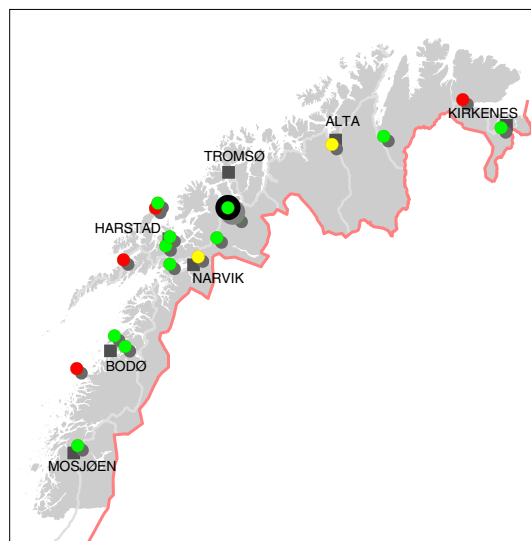 KIRKENES
ALTA
TROMSØ
HARSTAD
NARVIK
BODØ
MOSJØEN